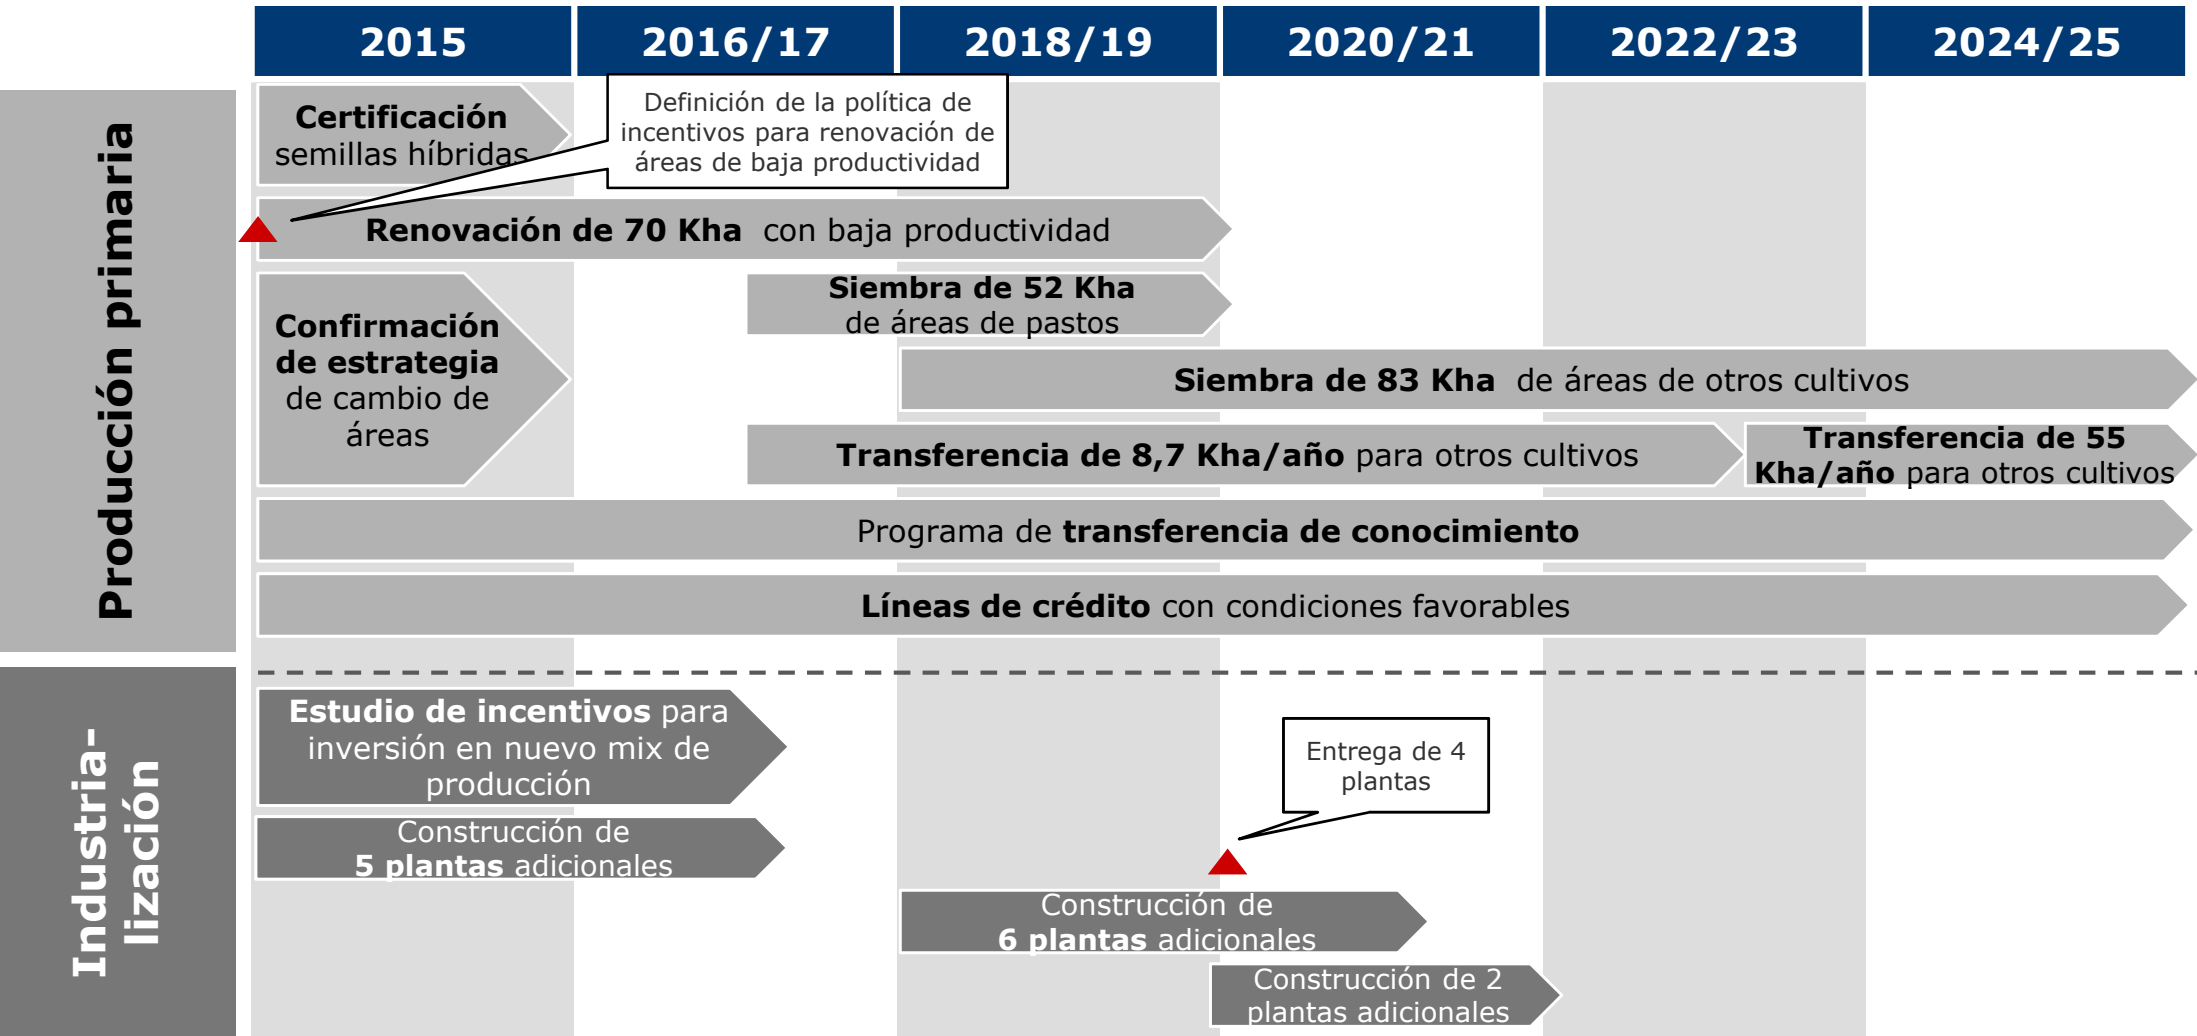 2015
2016/17
2018/19
2020/21
2022/23
2024/25
Producción primaria
Certificación
semillas híbridas
Definición de la política de
incentivos para renovación de
áreas de baja productividad
Renovación de 70 Kha con baja productividad
Confirmación
de estrategia
de cambio de
áreas
Siembra de 52 Kha
de áreas de pastos
Siembra de 83 Kha de áreas de otros cultivos
Transferencia de 8,7 Kha/año para otros cultivos
Transferencia de 55
Kha/año para otros cultivos
Programa de transferencia de conocimiento
Líneas de crédito con condiciones favorables
Industria-
lización
Estudio de incentivos para
inversión en nuevo mix de
producción
Construcción de
5 plantas adicionales
Entrega de 4
plantas
Construcción de
6 plantas adicionales
Construcción de 2
plantas adicionales